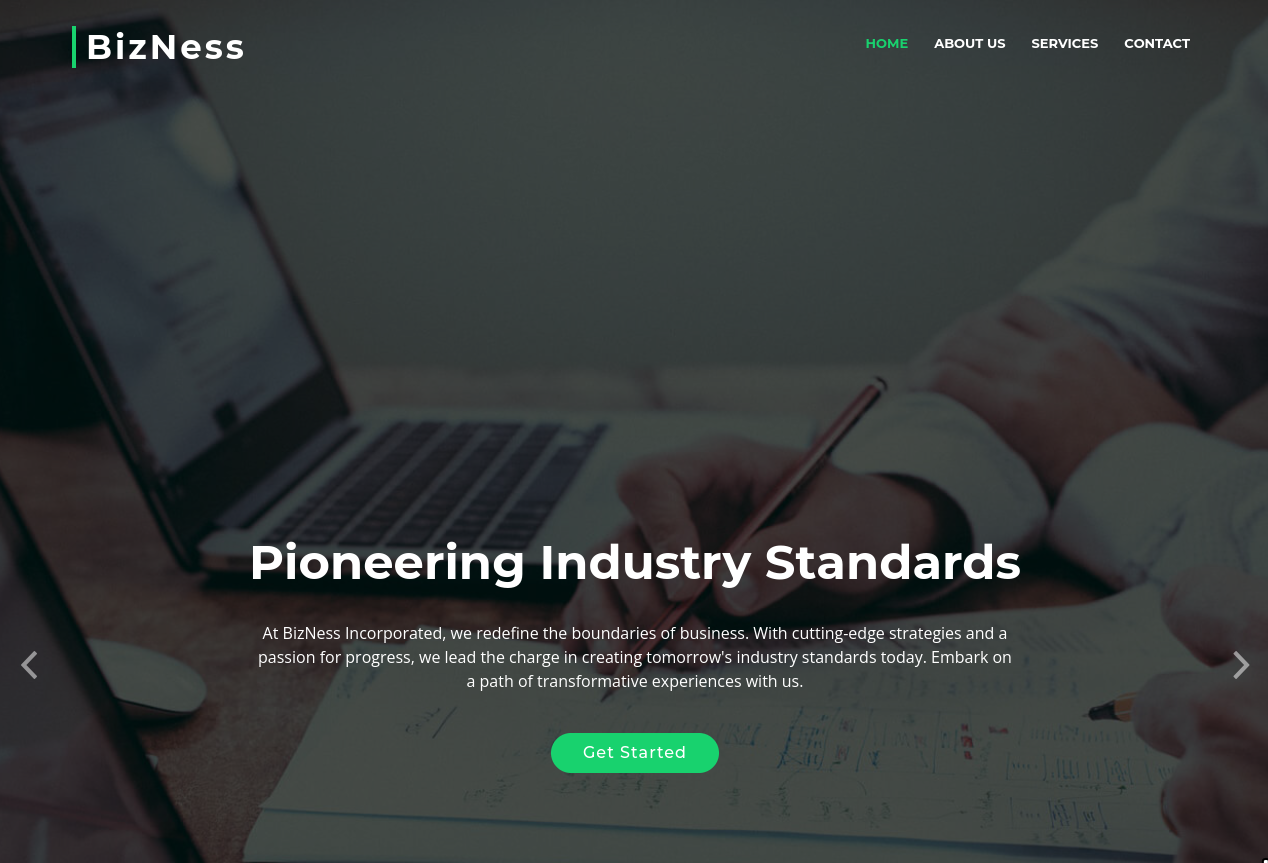 BizNess
HOME ABOUT US SERVICES CONTACT
Pioneering Industry Standards
At BizNess Incorporated, we redefine the boundaries of business. With cutting-edge strategies and a
passion for progress, we lead the charge in creating tomorrow's industry standards today. Embark on
a path of transformative experiences with us.
Get Started